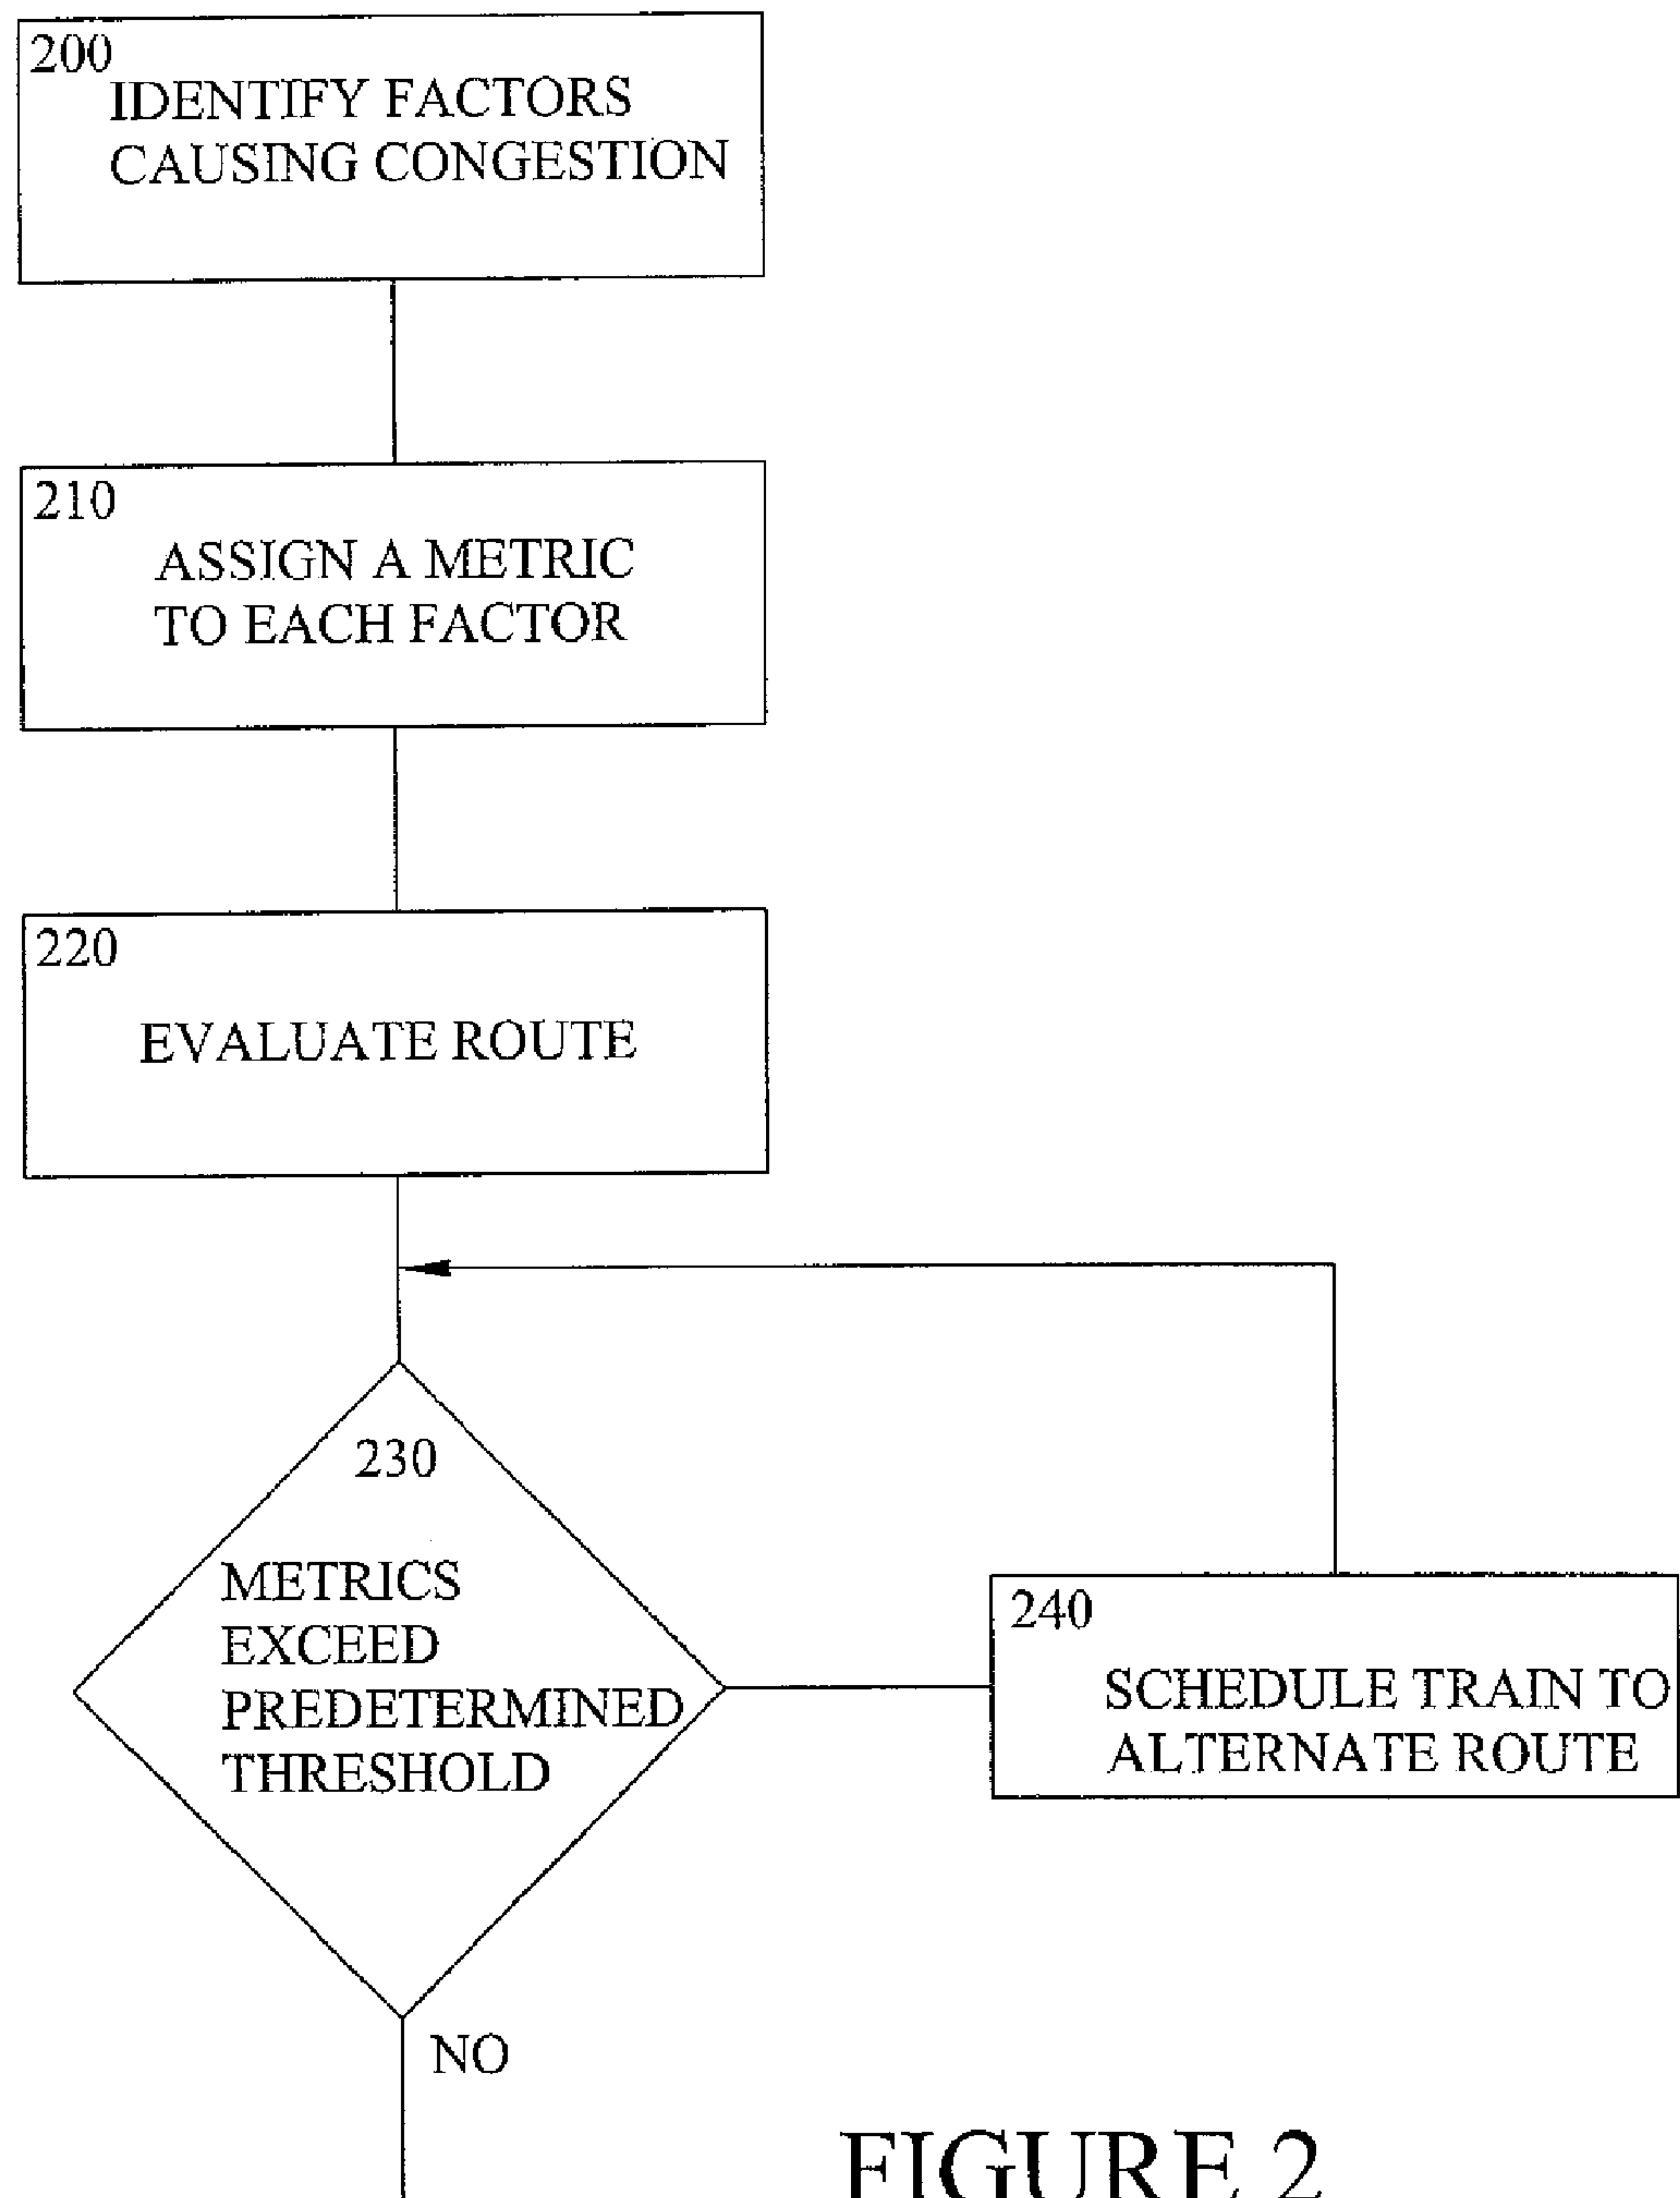 200
IDENTIFY FACTORS
CAUSING CONGESTION
210
ASSIGN A METRIC
TO EACH FACTOR
220
EVALUATE ROUTE
230
METRICS
EXCEED
PREDETERMINED
THRESHOLD
240
SCHEDULE TRAIN TO
ALTERNATE ROUTE
NO
FIGURE 2